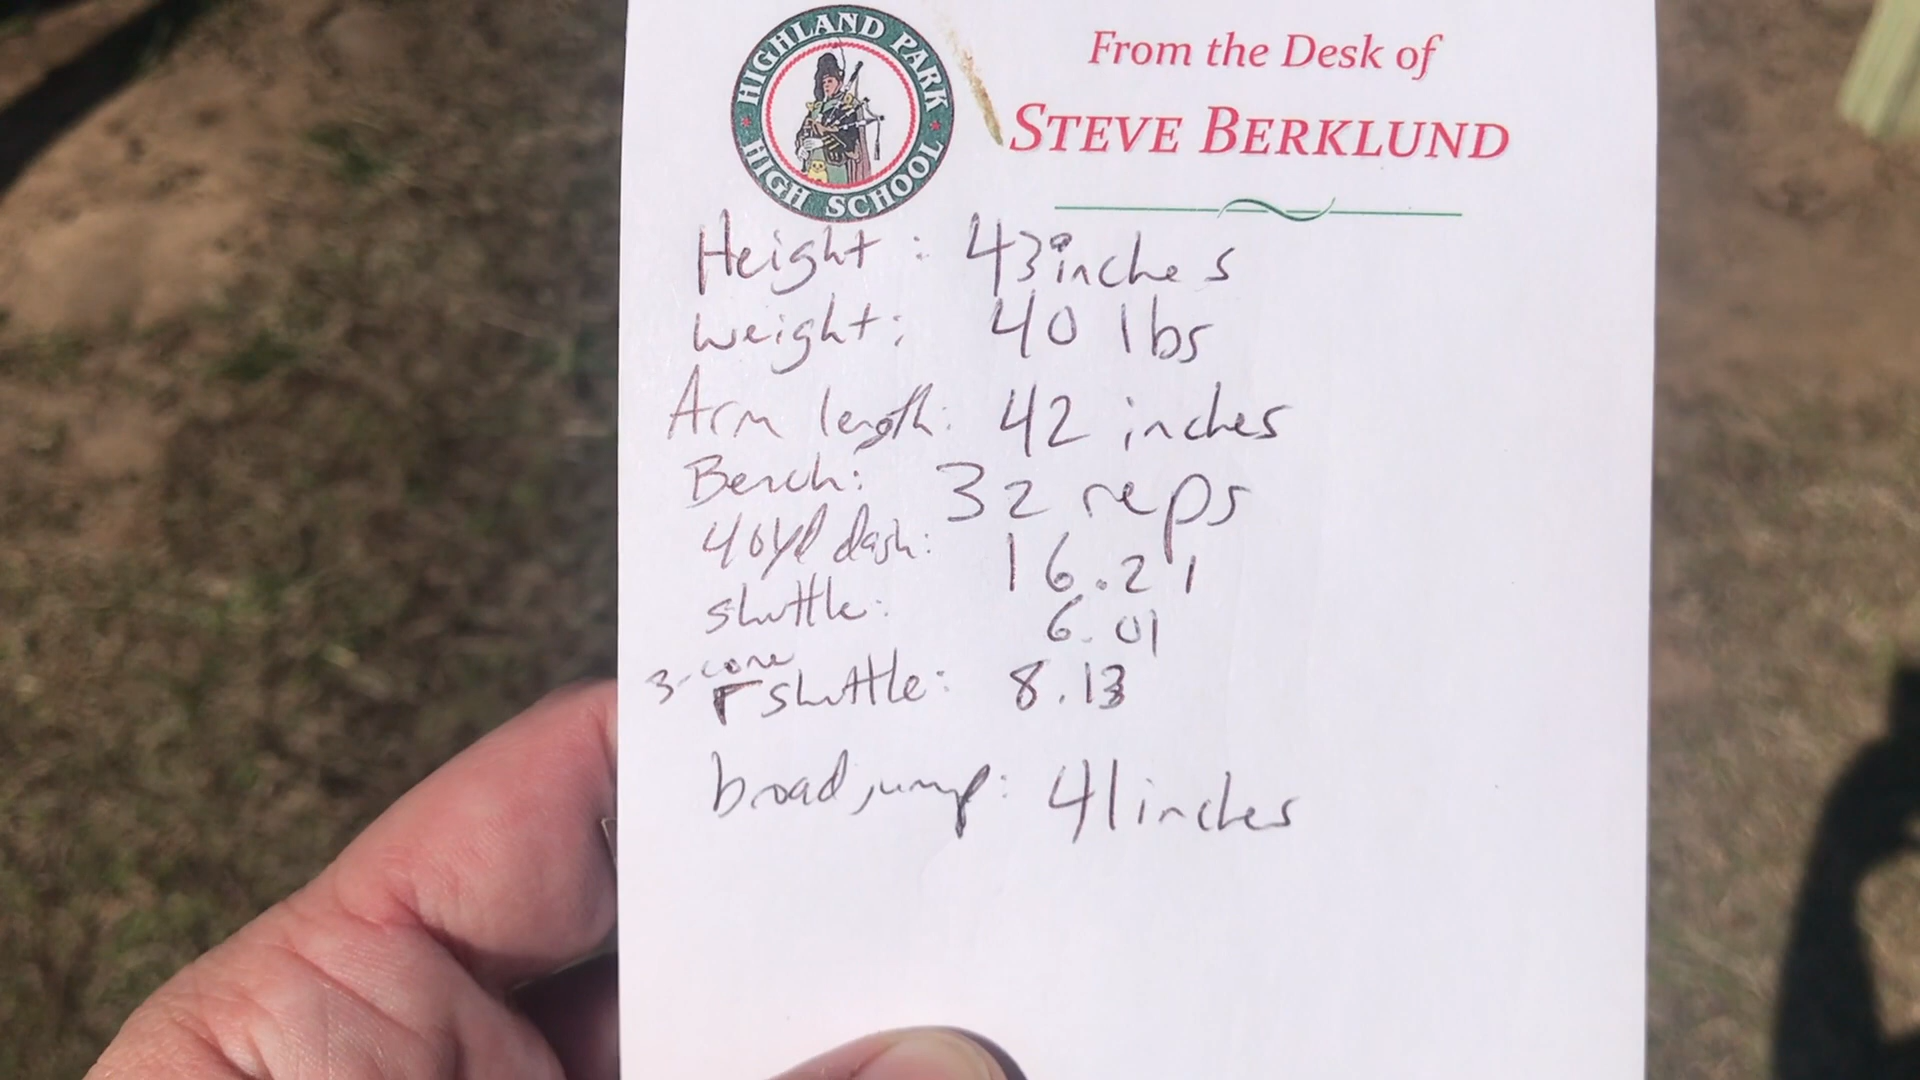 HIGHLAND PARK
HIGH SCHOOL
From the Desk of
STEVE BERKLUND
Height: 43 inches
weight: 40 lbs
Arm length: 42 inches
Bench: 32 reps
40yd dash: 16.21
shuttle: 6.01
3-cone shuttle: 8.13
broad jump: 41 inches